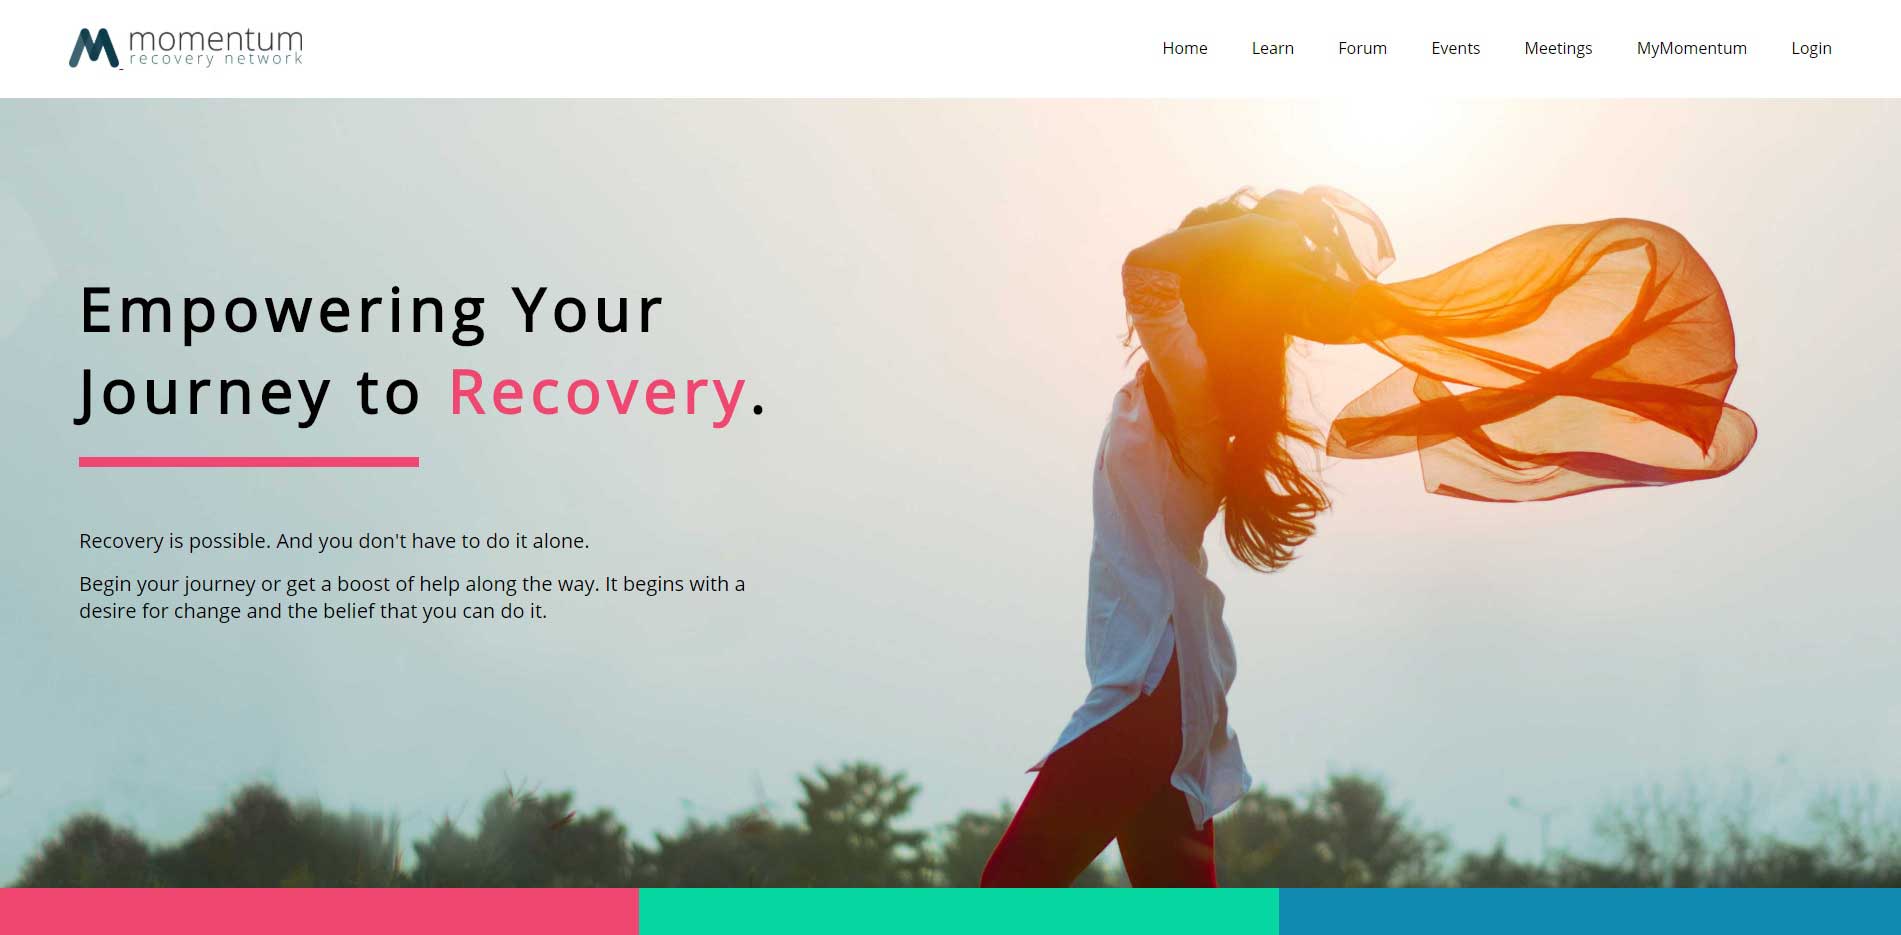 momentum
recovery network
Home Learn Forum Events Meetings MyMomentum Login
Empowering Your
Journey to Recovery.
Recovery is possible. And you don't have to do it alone.
Begin your journey or get a boost of help along the way. It begins with a
desire for change and the belief that you can do it.